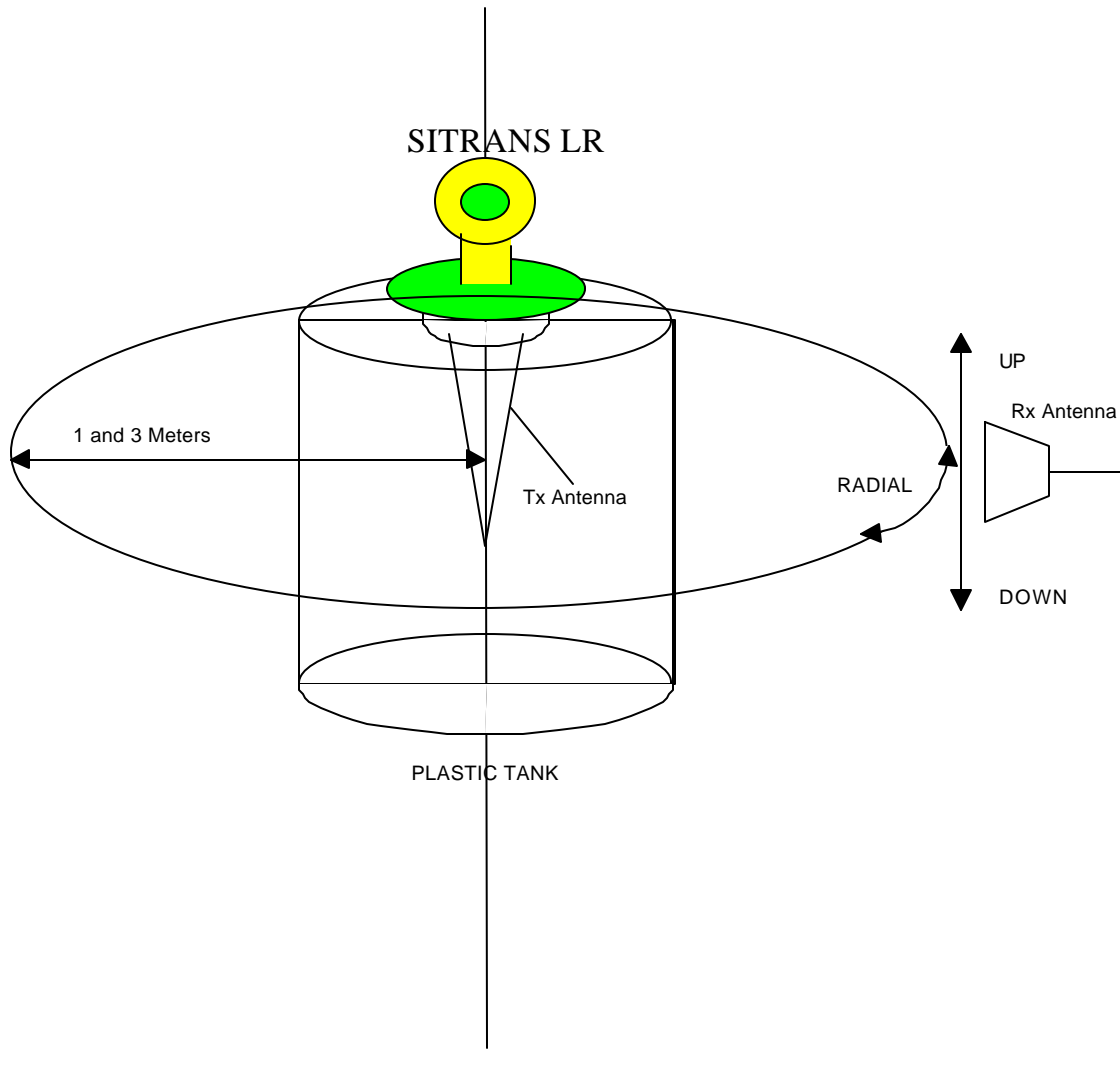 SITRANS LR
UP
Rx Antenna
1 and 3 Meters
RADIAL
Tx Antenna
DOWN
PLASTIC TANK